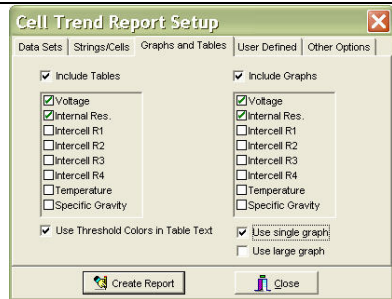 Cell Trend Report Setup
Data Sets
Strings/Cells
Graphs and Tables
User Defined
Other Options
Include Tables
Voltage
Internal Res.
Intercell R1
Intercell R2
Intercell R3
Intercell R4
Temperature
Specific Gravity
Use Threshold Colors in Table Text
Include Graphs
Voltage
Internal Res.
Intercell R1
Intercell R2
Intercell R3
Intercell R4
Temperature
Specific Gravity
Use single graph
Use large graph
Create Report
Close